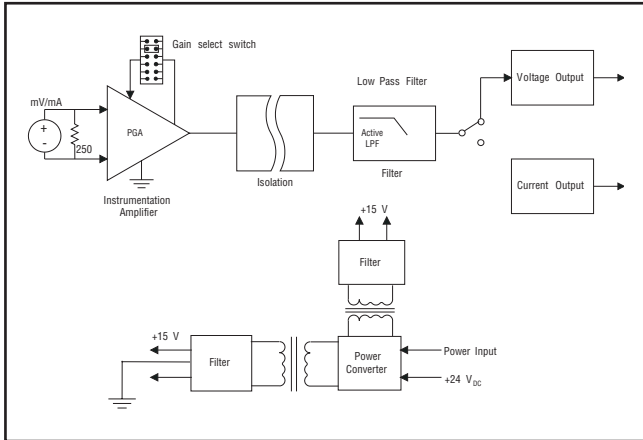 Gain select switch
mV/mA
+
-
250
PGA
Instrumentation
Amplifier
Isolation
Low Pass Filter
Active
LPF
Filter
Voltage Output
Current Output
+15 V
Filter
+15 V
Filter
Power
Converter
Power Input
+24 VDC